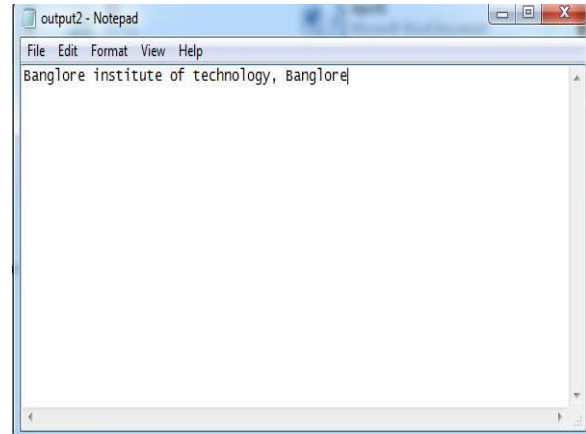 output2 - Notepad
File Edit Format View Help
Banglore institute of technology, Banglore